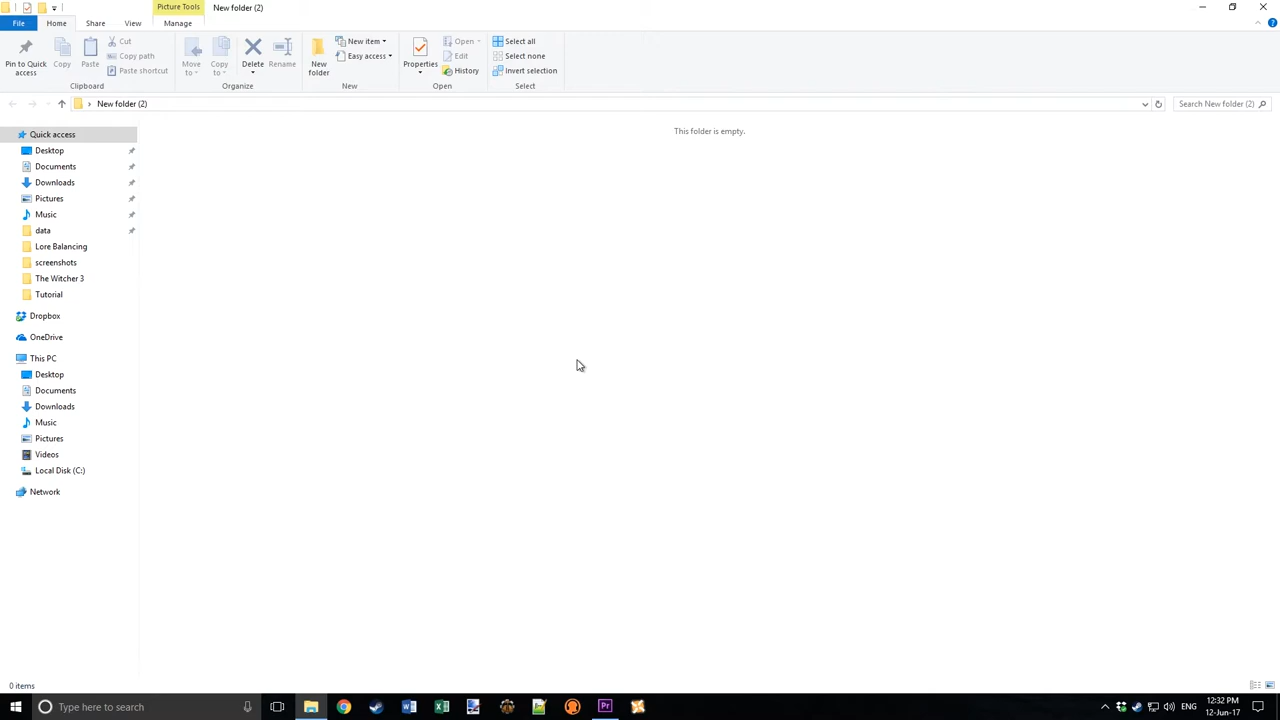 Picture Tools
New folder (2)
File
Home
Share
View
Manage
Pin to Quick
access
Copy
Paste
Cut
Copy path
Paste shortcut
Clipboard
Move
to
Copy
to
Delete
Rename
Organize
New
folder
New item
Easy access
New
Properties
Open
Edit
History
Open
Select all
Select none
Invert selection
Select
New folder (2)
Search New folder (2)
This folder is empty.
Quick access
Desktop
Documents
Downloads
Pictures
Music
data
Lore Balancing
screenshots
The Witcher 3
Tutorial
Dropbox
OneDrive
This PC
Desktop
Documents
Downloads
Music
Pictures
Videos
Local Disk (C:)
Network
0 items
Type here to search
Pr
ENG
12:32 PM
12-Jun-17